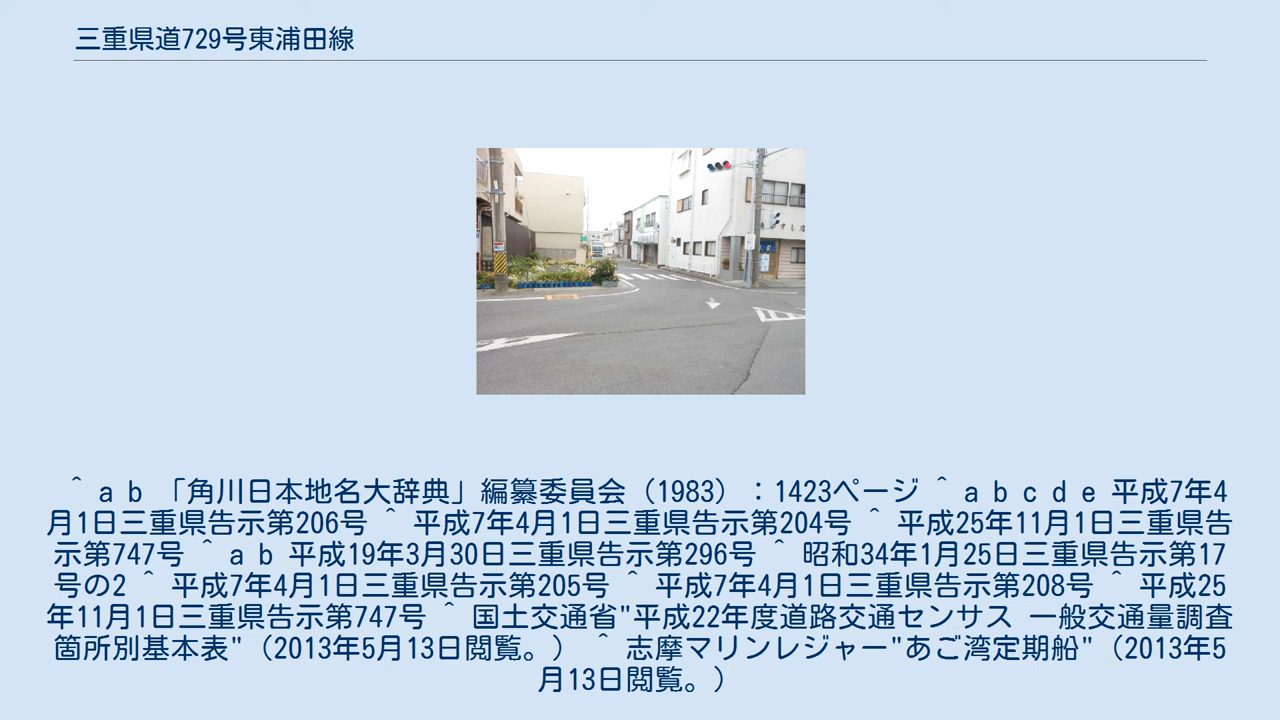 三重県道729号東浦田線
^ a b 「角川日本地名大辞典」編纂委員会（1983）：1423ページ ^ a b c d e 平成7年4
月1日三重県告示第206号 ^ 平成7年4月1日三重県告示第204号 ^ 平成25年11月1日三重県告
示第747号 ^ a b 平成19年3月30日三重県告示第296号 ^ 昭和34年1月25日三重県告示第17
号の2 ^ 平成7年4月1日三重県告示第205号 ^ 平成7年4月1日三重県告示第208号 ^ 平成25
年11月1日三重県告示第747号 ^ 国土交通省"平成22年度道路交通センサス 一般交通量調査
箇所別基本表"（2013年5月13日閲覧。） ^ 志摩マリンレジャー"あご湾定期船"（2013年5
月13日閲覧。）